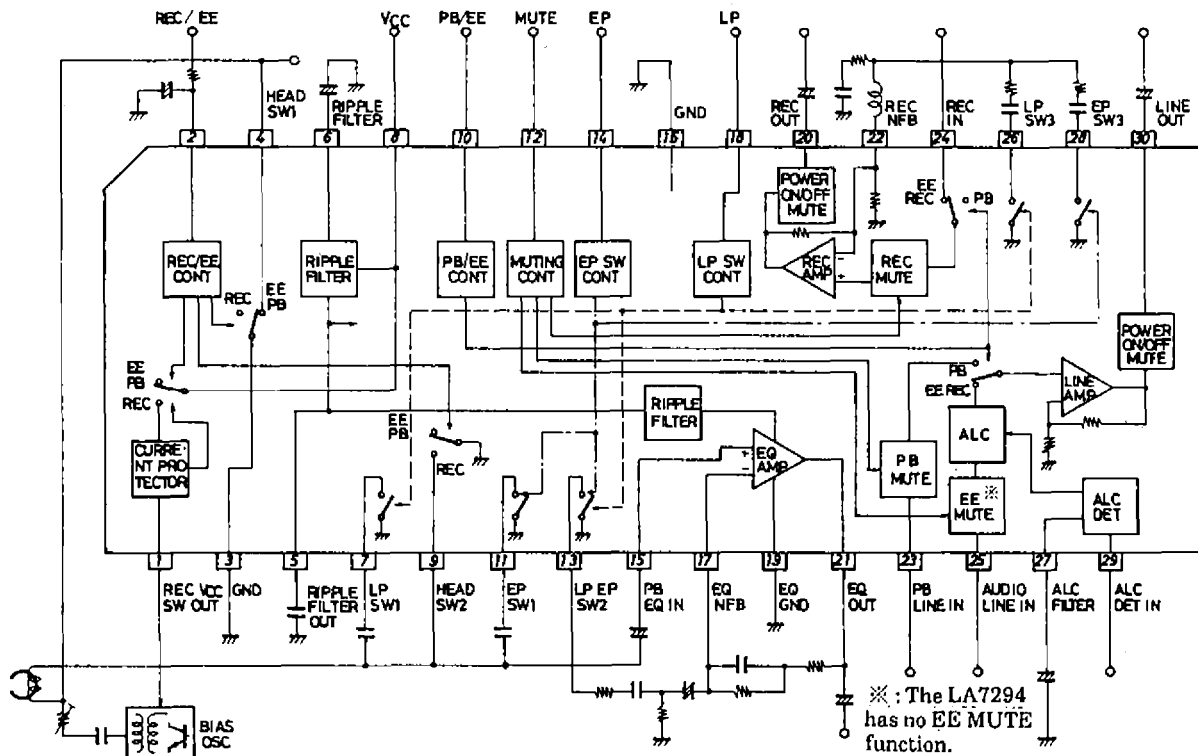 REC/EE
VCC
PB/EE
MUTE
EP
LP
HEAD
SW1
RIPPLE
FILTER
GND
REC
OUT
REC
NFB
REC
IN
LP
SW3
EP
SW3
LINE
OUT
2
4
6
8
10
12
14
16
18
20
22
24
26
28
30
POWER
ON/OFF
MUTE
EE
REC
PB
REC/EE
CONT
RIPPLE
FILTER
PB/EE
CONT
MUTING
CONT
EP SW
CONT
LP SW
CONT
REC
AMP
-
+
REC
MUTE
REC
EE
PB
POWER
ON/OFF
MUTE
EE
PB
REC
PB
EE REC
LINE
AMP
RIPPLE
FILTER
EE
PB
REC
CURRE
NT PRO
TECTOR
+
-
EQ
AMP
PB
MUTE
ALC
EE ※
MUTE
ALC
DET
1
3
5
7
9
11
13
15
17
19
21
23
25
27
29
REC VCC
SW OUT
GND
RIPPLE
FILTER
OUT
LP
SW1
HEAD
SW2
EP
SW1
LP EP
SW2
PB
EQ IN
EQ
NFB
EQ
GND
EQ
OUT
PB
LINE IN
AUDIO
LINE IN
ALC
FILTER
ALC
DET IN
BIAS
OSC
※ : The LA7294
has no EE MUTE
function.